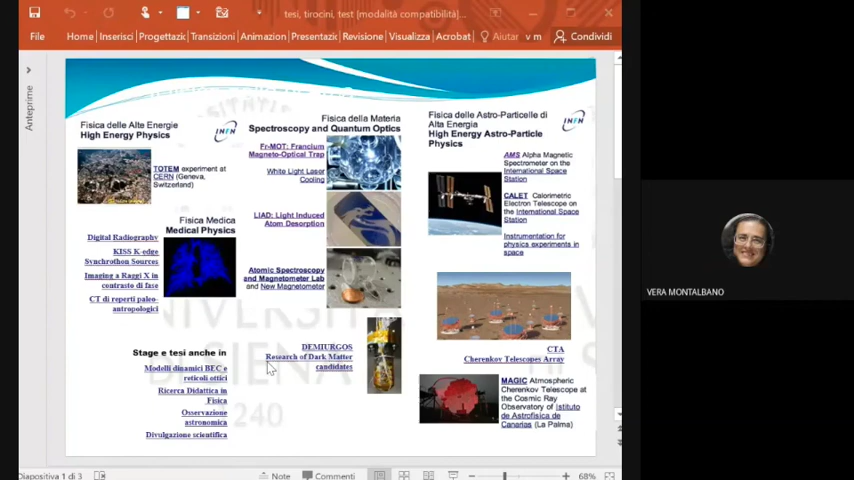 tesi, tirocini, test [modalità compatibilità]...
File
Home
Inserisci
Progettazic
Transizioni
Animazion
Presentazic
Revisione
Visualizza
Acrobat
Aiutar
v m
Condividi
Anteprime
Fisica delle Alte Energie
High Energy Physics
INFN
TOTEM experiment at
CERN (Geneva,
Switzerland)
Fisica Medica
Medical Physics
Digital Radiography
KISS K-edge
Synchrothon Sources
Imaging a Raggi X in
contrasto di fase
CT di reperti paleo-
antropologici
Stage e tesi anche in
Modelli dinamici BEC e
reticoli ottici
Ricerca Didattica in
Fisica
Osservazione
astronomica
Divulgazione scientifica
Fisica della Materia
Spectroscopy and Quantum Optics
Fr-MOT: Francium
Magneto-Optical Trap
White Light Laser
Cooling
LIAD: Light Induced
Atom Desorption
Atomic Spectroscopy
and Magnetometer Lab
and New Magnetometor
DEMIURGOS
Research of Dark Matter
candidates
Fisica delle Astro-Particelle di
Alta Energia
High Energy Astro-Particle
Physics
INFN
AMS Alpha Magnetic
Spectrometer on the
International Space
Station
CALET Calorimetric
Electron Telescope on
the International Space
Station
Instrumentation for
physics experiments in
space
CTA
Cherenkov Telescopes Array
MAGIC Atmospheric
Cherenkov Telescope at
the Cosmic Ray
Observatory of Istituto
de Astrofisica de
Canarias (La Palma)
240
Diapositiva 1 di 3
Note
Commenti
68%
VERA MONTALBANO